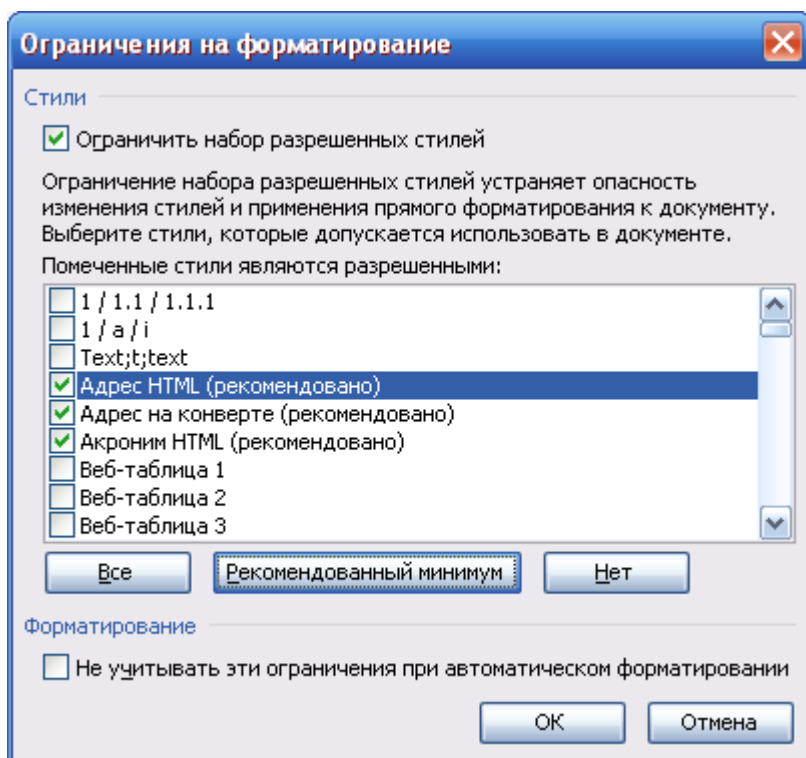 Ограничения на форматирование
Стили
Ограничить набор разрешенных стилей
Ограничение набора разрешенных стилей устраняет опасность
изменения стилей и применения прямого форматирования к документу.
Выберите стили, которые допускается использовать в документе.
Помеченные стили являются разрешенными:
1 / 1.1 / 1.1.1
1 / a / i
Text;t;text
Адрес HTML (рекомендовано)
Адрес на конверте (рекомендовано)
Акроним HTML (рекомендовано)
Веб-таблица 1
Веб-таблица 2
Веб-таблица 3
Все Рекомендованный минимум Нет
Форматирование
Не учитывать эти ограничения при автоматическом форматировании
ОК Отмена